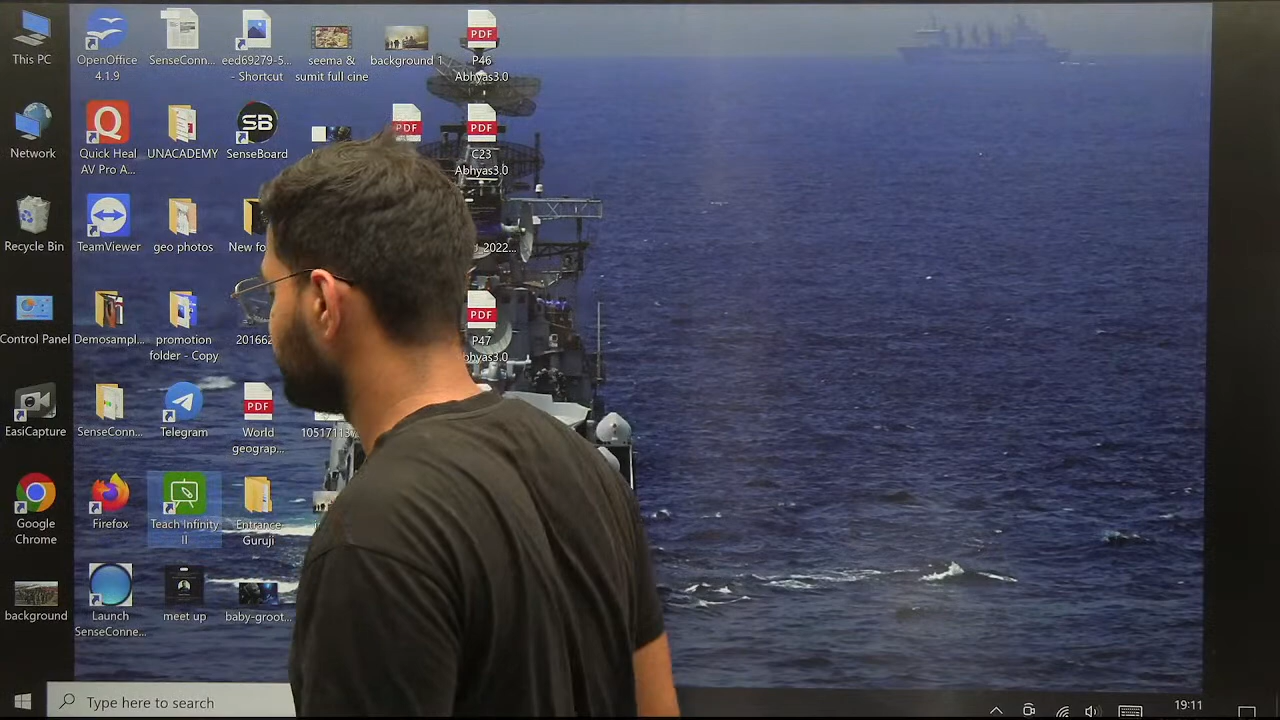 This PC
OpenOffice
4.1.9
SenseConn...
eed69279-5...
- Shortcut
seema &
sumit full cine
background 1
PDF
P46
Abhyas3.0
Network
Quick Heal
AV Pro A...
UNACADEMY
SB
SenseBoard
PDF
PDF
C23
Abhyas3.0
Recycle Bin
TeamViewer
geo photos
New fo
2022...
Control Panel
Demosampl...
promotion
folder - Copy
20166
PDF
P47
bhyas3.0
EasiCapture
SenseConn...
Telegram
PDF
World
geograp...
1051711
Google
Chrome
Firefox
Teach Infinity
II
Entrance
Guruji
background
Launch
SenseConne...
meet up
baby-groot...
Type here to search
19:11